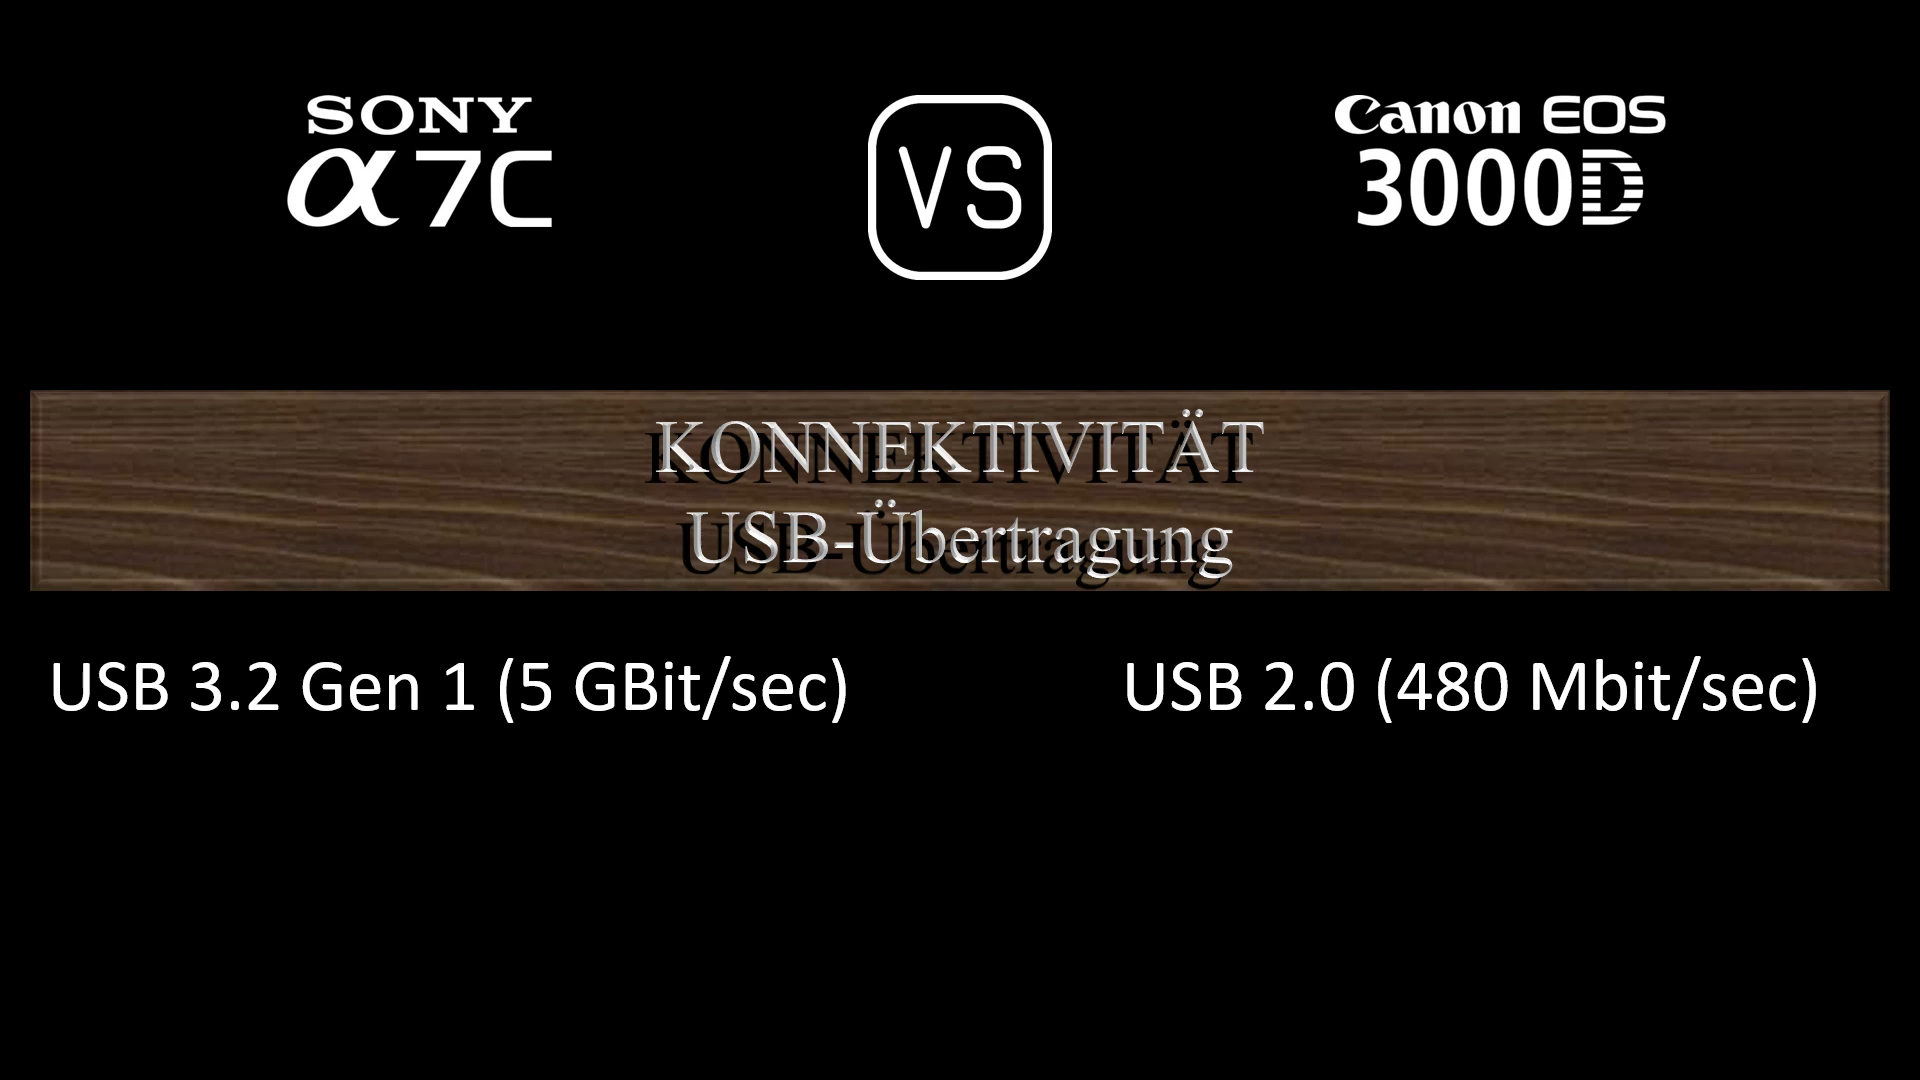 SONY
α7C
VS
Canon EOS
3000D
KONNEKTIVITÄT
USB-Übertragung
USB 3.2 Gen 1 (5 GBit/sec)
USB 2.0 (480 Mbit/sec)